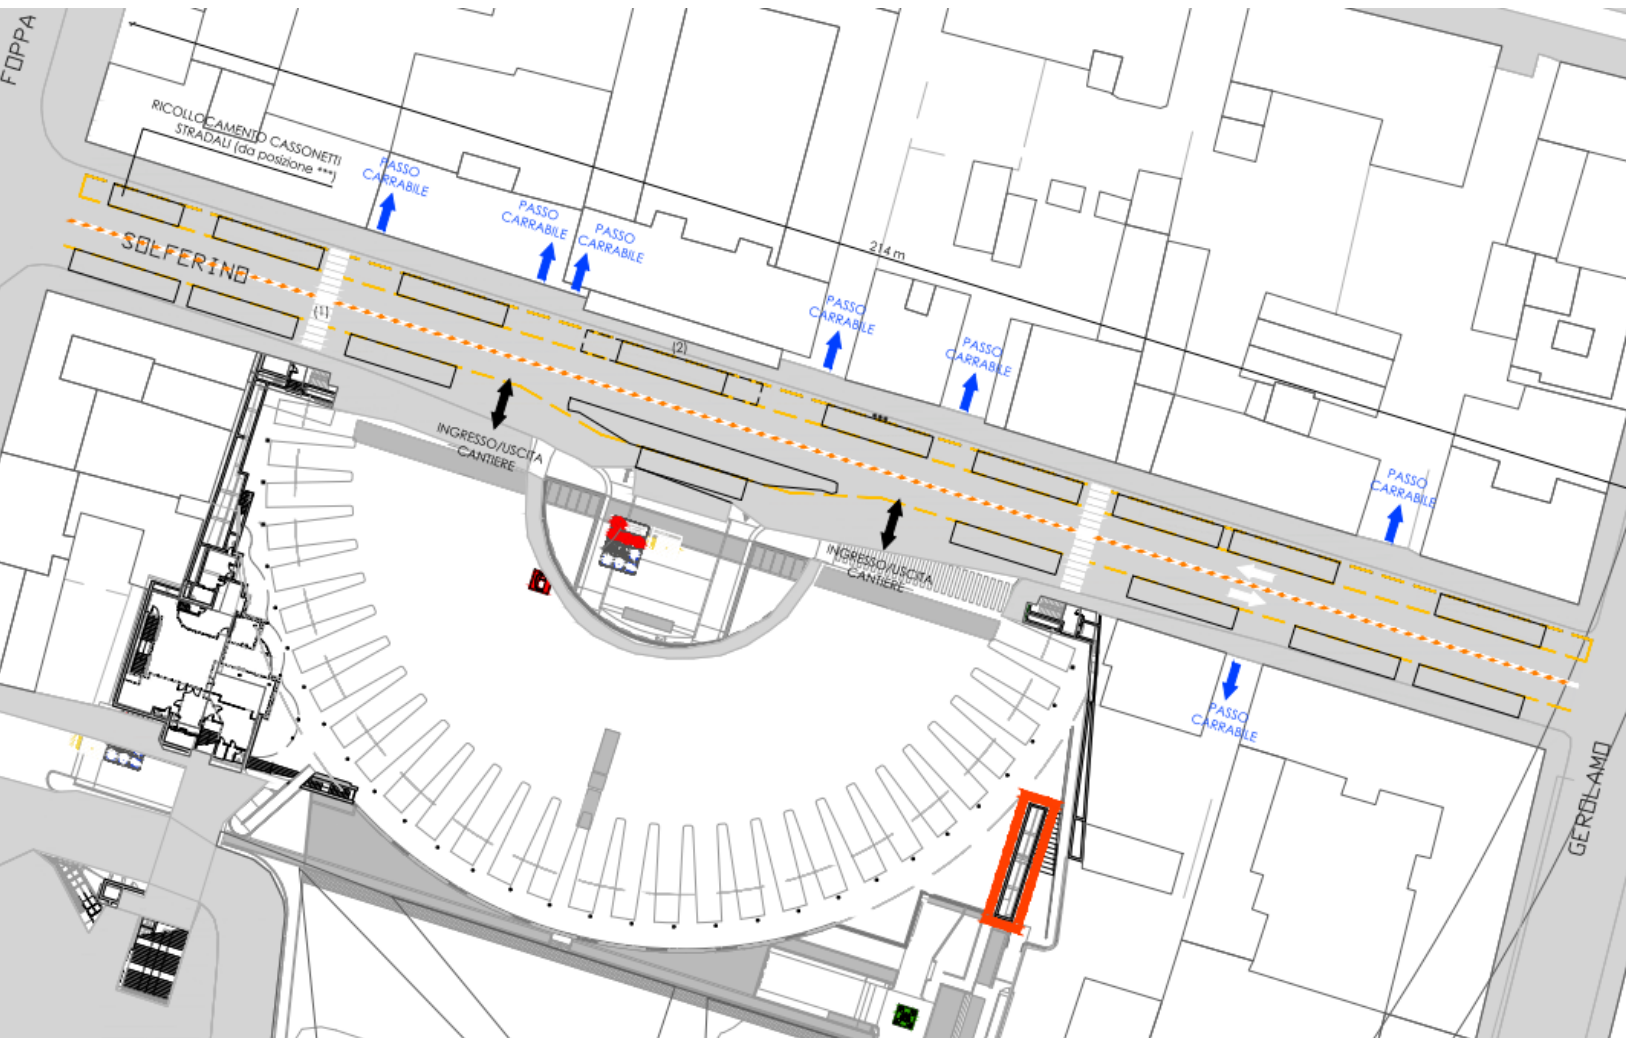 FOPPA
RICOLLOCAMENTO CASSONETTI
STRADALI (da posizione ***)
PASSO
CARRABILE
PASSO
CARRABILE
PASSO
CARRABILE
SOLFERINO
214 m
PASSO
CARRABILE
(1)
(2)
PASSO
CARRABILE
***
INGRESSO/USCITA
CANTIERE
PASSO
CARRABILE
INGRESSO/USCITA
CANTIERE
PASSO
CARRABILE
GEROLAMO